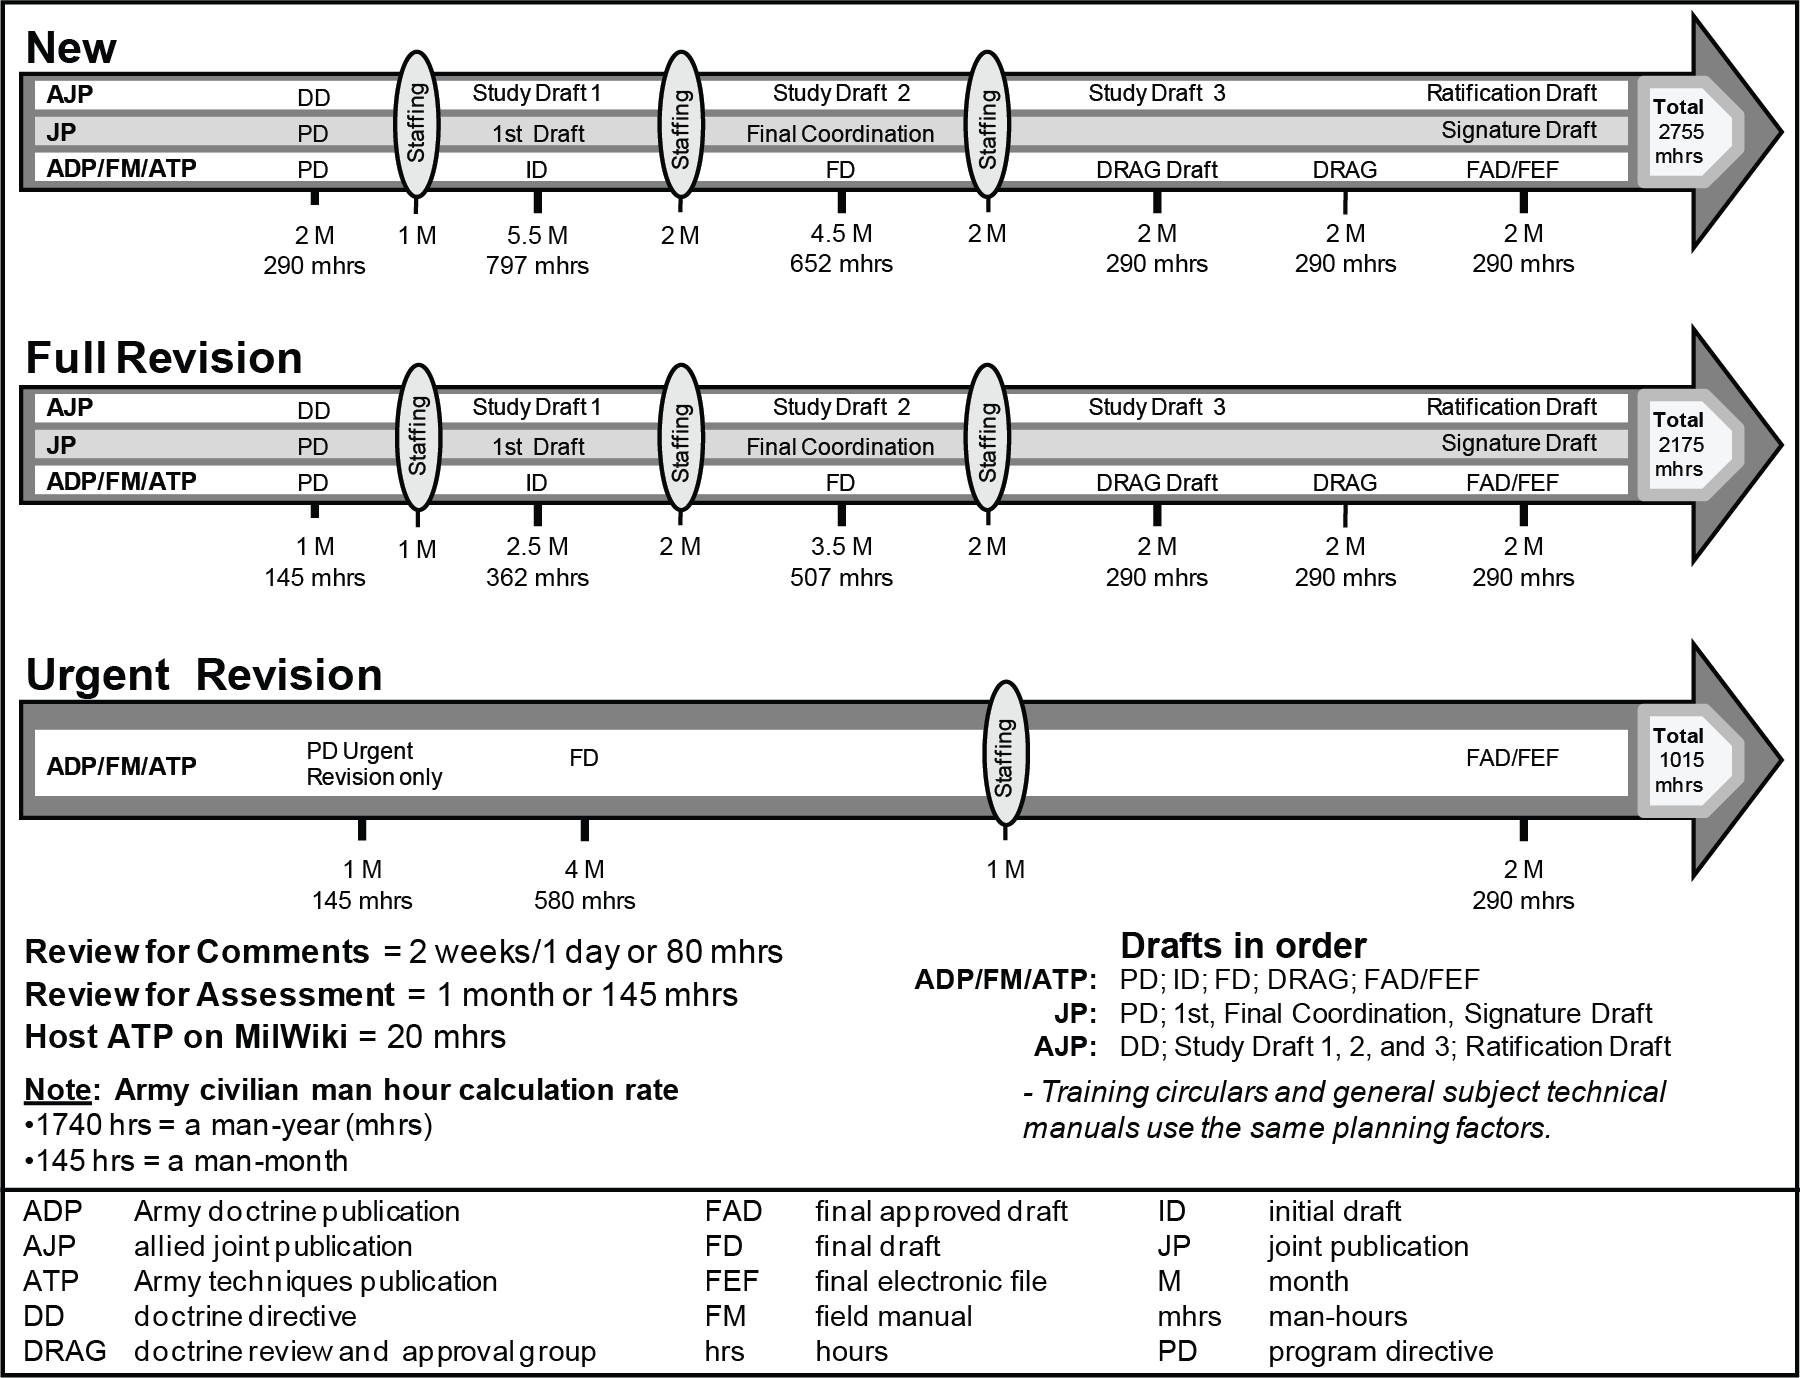 New
AJP DD Staffing Study Draft 1 Staffing Study Draft 2 Staffing Study Draft 3 Ratification Draft
JP PD 1st Draft Final Coordination Signature Draft
ADP/FM/ATP PD ID FD DRAG Draft DRAG FAD/FEF
Total
2755
mhrs
2 M 1 M 5.5 M 2 M 4.5 M 2 M 2 M 2 M 2 M
290 mhrs 797 mhrs 652 mhrs 290 mhrs 290 mhrs 290 mhrs
Full Revision
AJP DD Staffing Study Draft 1 Staffing Study Draft 2 Staffing Study Draft 3 Ratification Draft
JP PD 1st Draft Final Coordination Signature Draft
ADP/FM/ATP PD ID FD DRAG Draft DRAG FAD/FEF
Total
2175
mhrs
1 M 1 M 2.5 M 2 M 3.5 M 2 M 2 M 2 M 2 M
145 mhrs 362 mhrs 507 mhrs 290 mhrs 290 mhrs 290 mhrs
Urgent Revision
ADP/FM/ATP
PD Urgent
Revision only
FD Staffing FAD/FEF
Total
1015
mhrs
1 M 4 M 1 M 2 M
145 mhrs 580 mhrs 290 mhrs
Review for Comments = 2 weeks/1 day or 80 mhrs
Review for Assessment = 1 month or 145 mhrs
Host ATP on MilWiki = 20 mhrs
Note: Army civilian man hour calculation rate
•1740 hrs = a man-year (mhrs)
•145 hrs = a man-month
Drafts in order
ADP/FM/ATP: PD; ID; FD; DRAG; FAD/FEF
JP: PD; 1st, Final Coordination, Signature Draft
AJP: DD; Study Draft 1, 2, and 3; Ratification Draft
- Training circulars and general subject technical
manuals use the same planning factors.
ADP Army doctrine publication FAD final approved draft ID initial draft
AJP allied joint publication FD final draft JP joint publication
ATP Army techniques publication FEF final electronic file M month
DD doctrine directive FM field manual mhrs man-hours
DRAG doctrine review and approval group hrs hours PD program directive